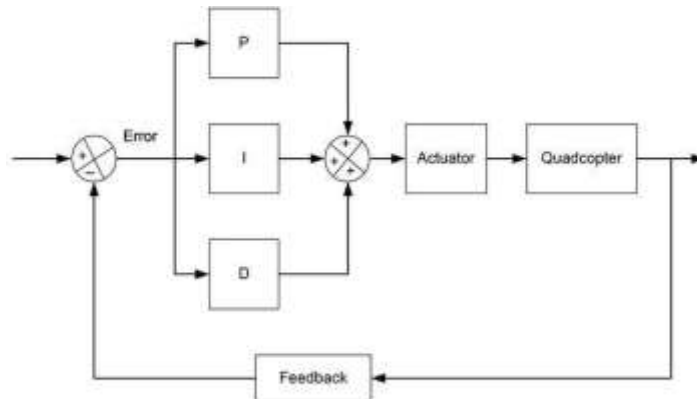 P
Error
+
−
I
+
+
+
Actuator
Quadcopter
D
Feedback